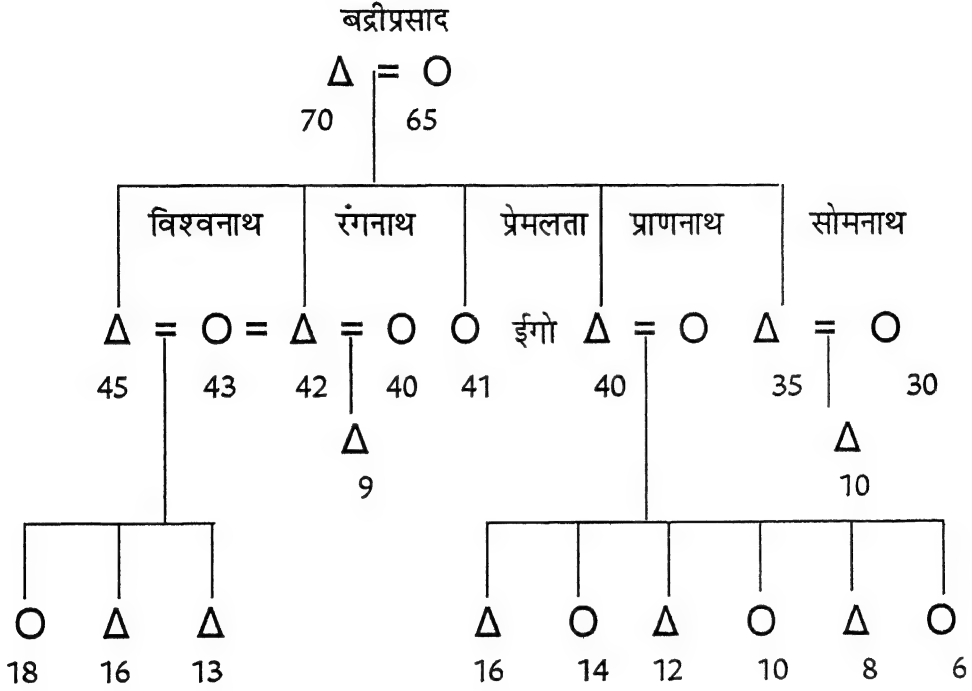 बद्रीप्रसाद
Δ = O
70 65
विश्वनाथ रंगनाथ प्रेमलता प्राणनाथ सोमनाथ
Δ = O = Δ = O O ईगो Δ = O Δ = O
45 43 42 40 41 40 35 30
Δ Δ
9 10
O Δ Δ Δ O Δ O Δ O
18 16 13 16 14 12 10 8 6